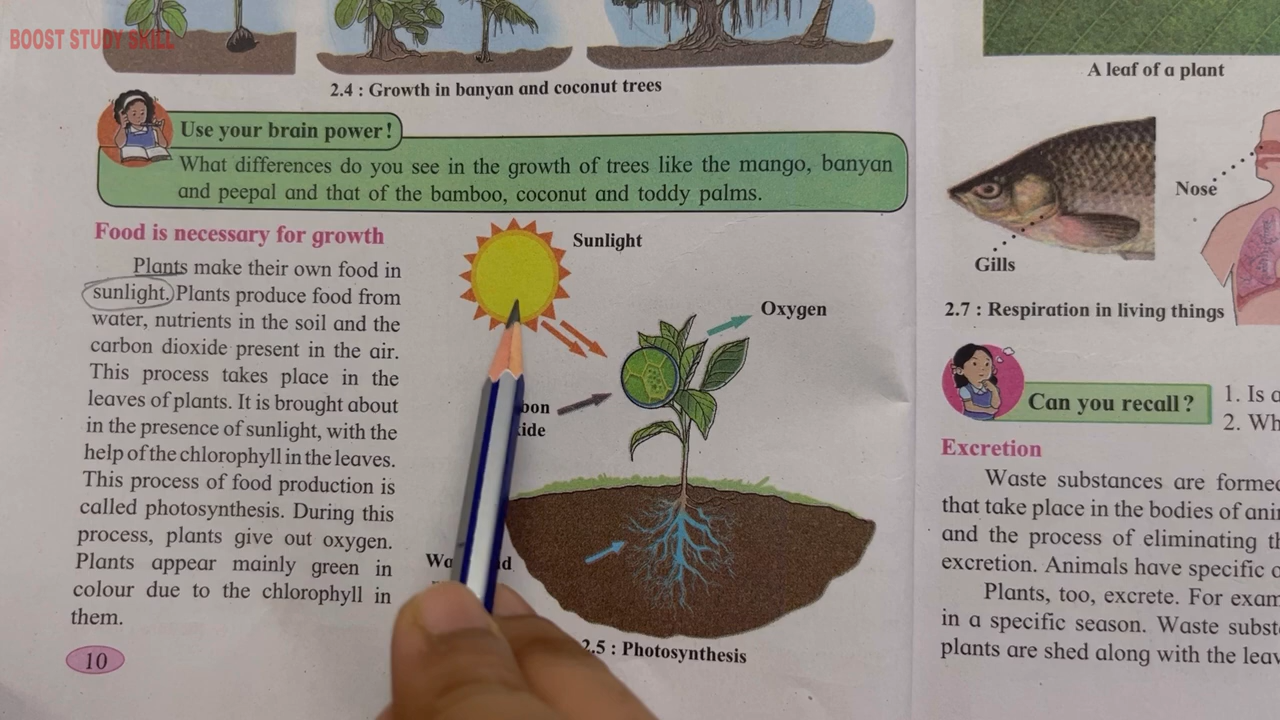 BOOST STUDY SKILL
2.4 : Growth in banyan and coconut trees
Use your brain power!
What differences do you see in the growth of trees like the mango, banyan
and peepal and that of the bamboo, coconut and toddy palms.
Food is necessary for growth
Plants make their own food in
sunlight. Plants produce food from
water, nutrients in the soil and the
carbon dioxide present in the air.
This process takes place in the
leaves of plants. It is brought about
in the presence of sunlight, with the
help of the chlorophyll in the leaves.
This process of food production is
called photosynthesis. During this
process, plants give out oxygen.
Plants appear mainly green in
colour due to the chlorophyll in
them.
10
Sunlight
Oxygen
2.5 : Photosynthesis
A leaf of a plant
Nose
Gills
2.7 : Respiration in living things
Can you recall?
1. Is
2.
Excretion
Waste substances are formed
that take place in the bodies of
and the process of eliminating
excretion. Animals have specific
Plants, too, excrete. For
in a specific season. Waste
plants are shed along with the